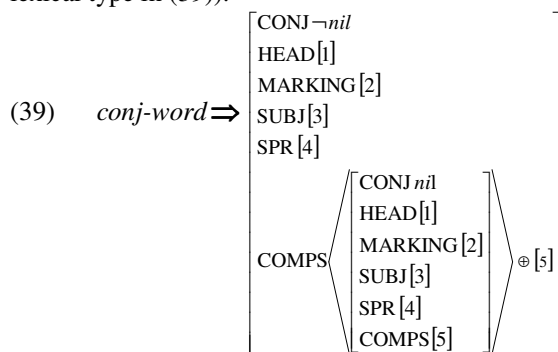 lexical type in (39)).
CONJ ¬nil
HEAD[1]
MARKING[2]
(39) conj-word ⇒ SUBJ[3]
SPR[4]
CONJ nil
HEAD[1]
MARKING[2]
COMPS ⊕ [5]
SUBJ[3]
SPR[4]
COMPS[5]